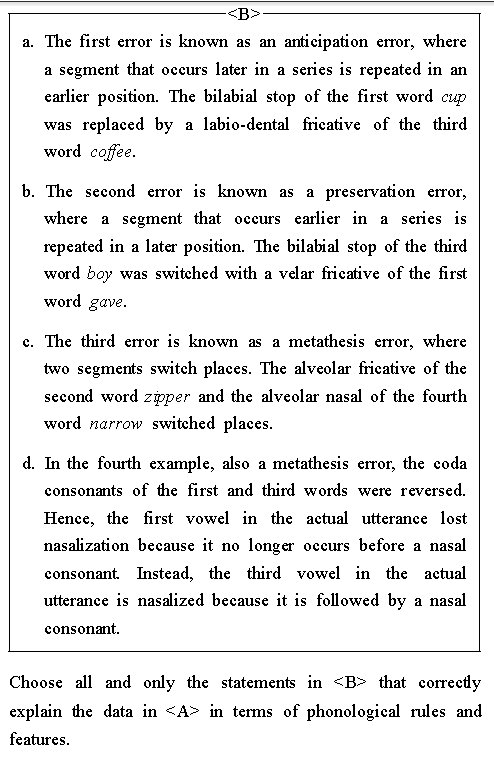 <B>
a. The first error is known as an anticipation error, where
a segment that occurs later in a series is repeated in an
earlier position. The bilabial stop of the first word cup
was replaced by a labio-dental fricative of the third
word coffee.
b. The second error is known as a preservation error,
where a segment that occurs earlier in a series is
repeated in a later position. The bilabial stop of the third
word boy was switched with a velar fricative of the first
word gave.
c. The third error is known as a metathesis error, where
two segments switch places. The alveolar fricative of the
second word zipper and the alveolar nasal of the fourth
word narrow switched places.
d. In the fourth example, also a metathesis error, the coda
consonants of the first and third words were reversed.
Hence, the first vowel in the actual utterance lost
nasalization because it no longer occurs before a nasal
consonant. Instead, the third vowel in the actual
utterance is nasalized because it is followed by a nasal
consonant.
Choose all and only the statements in <B> that correctly
explain the data in <A> in terms of phonological rules and
features.